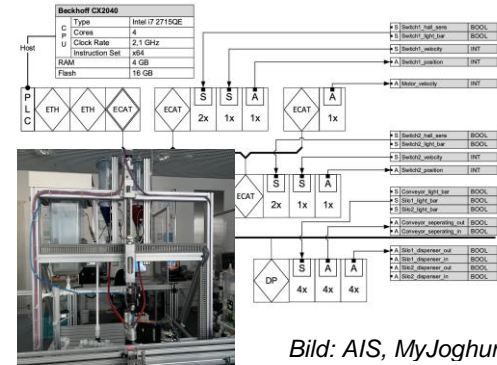 Beckhoff CX2040
CPU
Type Intel i7 2715QE
Cores 4
Clock Rate 2,1 GHz
Instruction Set x64
RAM 4 GB
Flash 16 GB
Host
PLC
ETH ETH ECAT ECAT S S A ECAT A
2x 1x 1x 1x
S Switch1_hall_sens BOOL
S Switch1_light_bar BOOL
S Switch1_velocity INT
A Switch1_position INT
A Motor_velocity INT
S Switch2_hall_sens BOOL
S Switch2_light_bar BOOL
S Switch2_velocity INT
A Switch2_position INT
ECAT S S A
2x 1x 1x
S Conveyor_light_bar BOOL
S Silo1_light_bar BOOL
S Silo2_light_bar BOOL
A Conveyor_seperating_out BOOL
A Conveyor_seperating_in BOOL
A Silo1_dispenser_out BOOL
A Silo1_dispenser_in BOOL
A Silo2_dispenser_out BOOL
A Silo2_dispenser_in BOOL
DP S A A
4x 4x 4x
Bild: AIS, MyJoghur